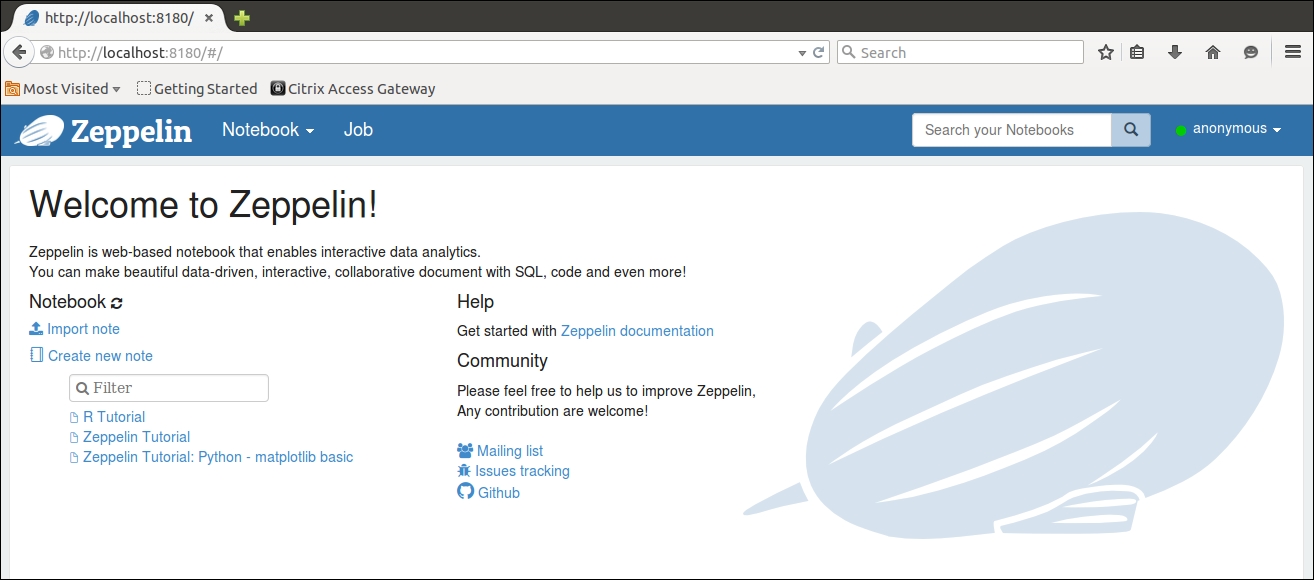 http://localhost:8180/
http://localhost:8180/#/
Search
Most Visited
Getting Started
Citrix Access Gateway
Zeppelin
Notebook
Job
Search your Notebooks
anonymous
Welcome to Zeppelin!
Zeppelin is web-based notebook that enables interactive data analytics.
You can make beautiful data-driven, interactive, collaborative document with SQL, code and even more!
Notebook
Import note
Create new note
Filter
R Tutorial
Zeppelin Tutorial
Zeppelin Tutorial: Python - matplotlib basic
Help
Get started with Zeppelin documentation
Community
Please feel free to help us to improve Zeppelin,
Any contribution are welcome!
Mailing list
Issues tracking
Github